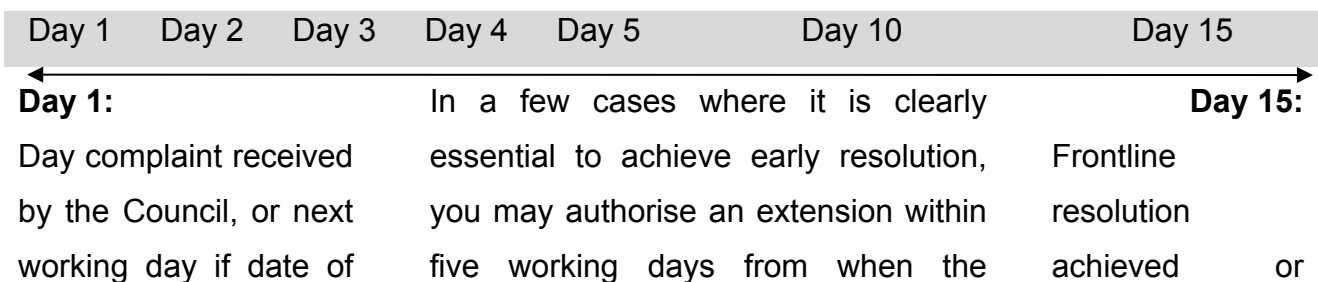 Day 1 Day 2 Day 3 Day 4 Day 5 Day 10 Day 15
Day 1:
Day complaint received
by the Council, or next
working day if date of
In a few cases where it is clearly
essential to achieve early resolution,
you may authorise an extension within
five working days from when the
Day 15:
Frontline
resolution
achieved or